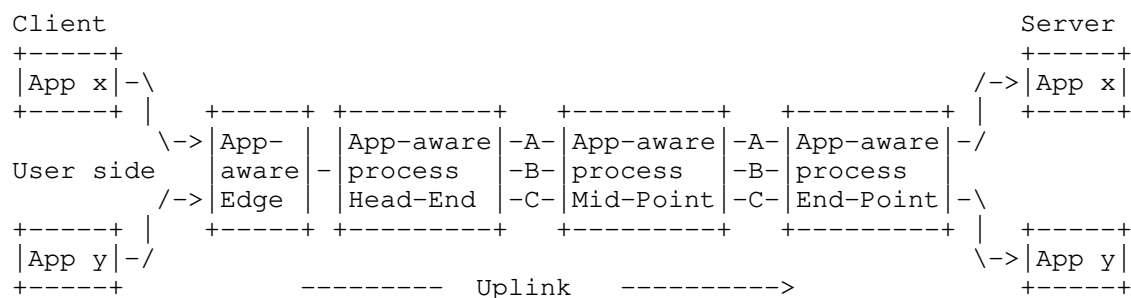 Client Server
+-----+ +-----+
|App x|-\ /->|App x|
+-----+ | +-----+ +---------+ +---------+ +---------+ | +-----+
\->|App- | |App-aware|-A-|App-aware|-A-|App-aware|-/
User side |aware|-|process |-B-|process |-B-|process |
/->|Edge | |Head-End |-C-|Mid-Point|-C-|End-Point|-\
+-----+ | +-----+ +---------+ +---------+ +---------+ | +-----+
|App y|-/ \->|App y|
+-----+ --------- Uplink ----------> +-----+